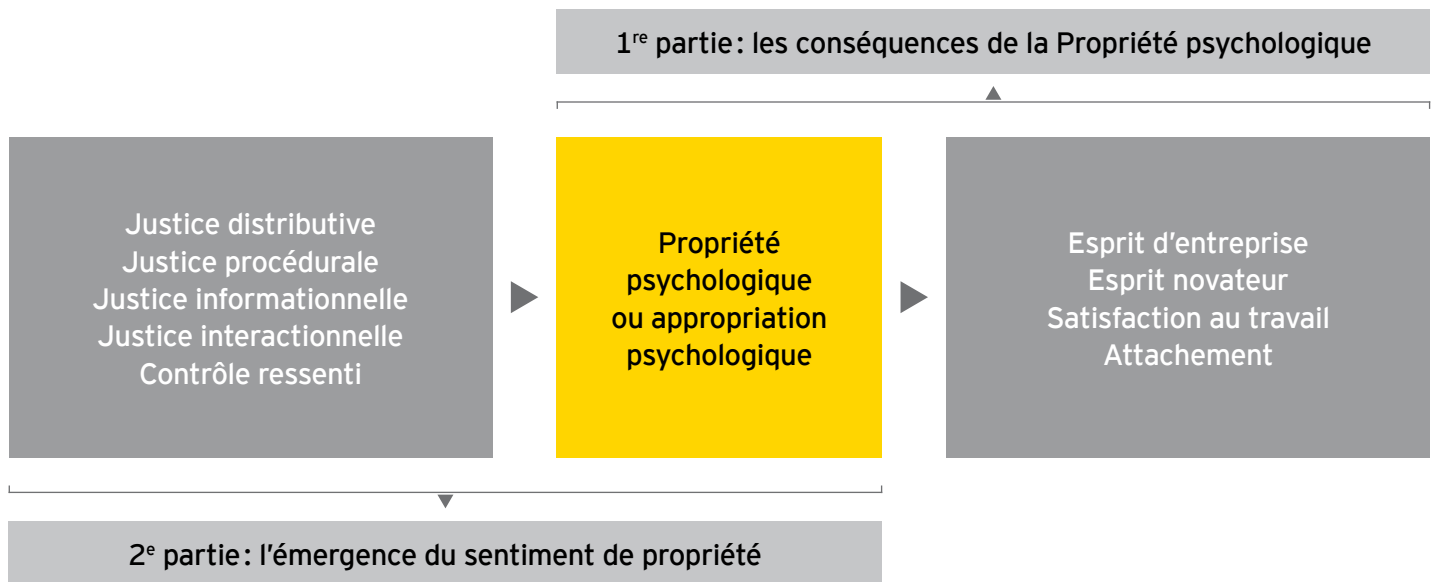 1re partie : les conséquences de la Propriété psychologique
Justice distributive
Justice procédurale
Justice informationnelle
Justice interactionnelle
Contrôle ressenti
Propriété
psychologique
ou appropriation
psychologique
Esprit d'entreprise
Esprit novateur
Satisfaction au travail
Attachement
2e partie : l'émergence du sentiment de propriété